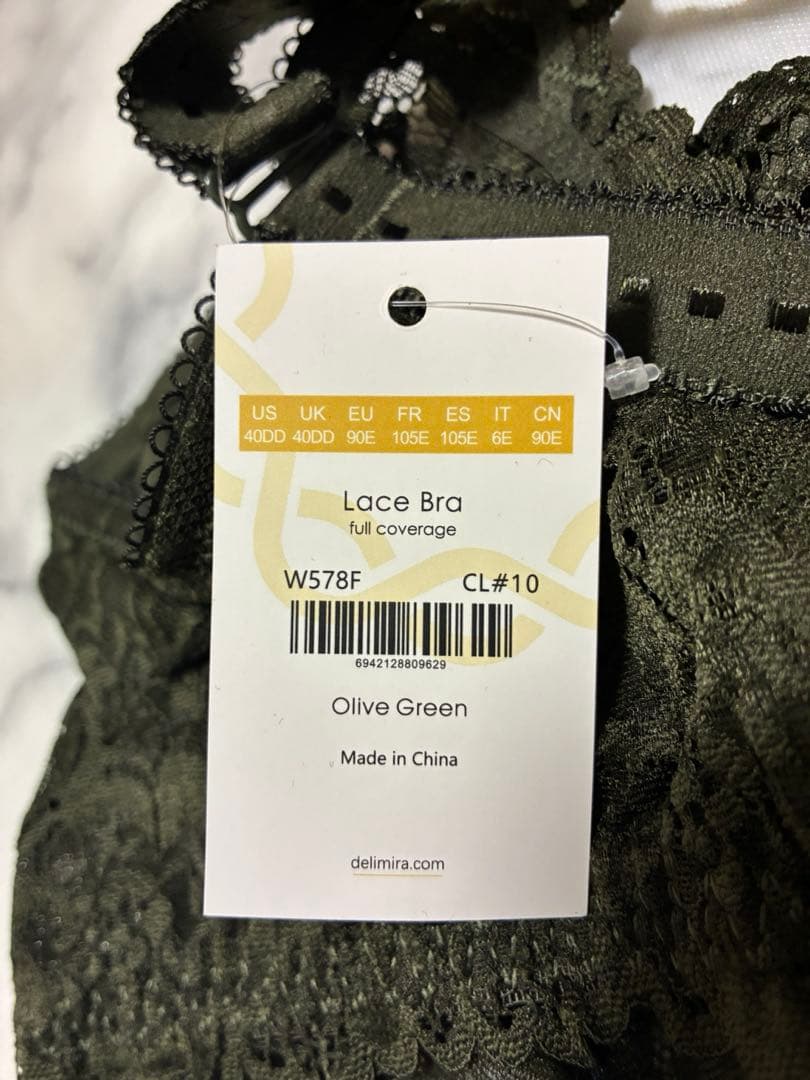 US UK EU FR ES IT CN
40DD 40DD 90E 105E 105E 6E 90E
Lace Bra
full coverage
W578F CL#10
6942128809629
Olive Green
Made in China
delimira.com